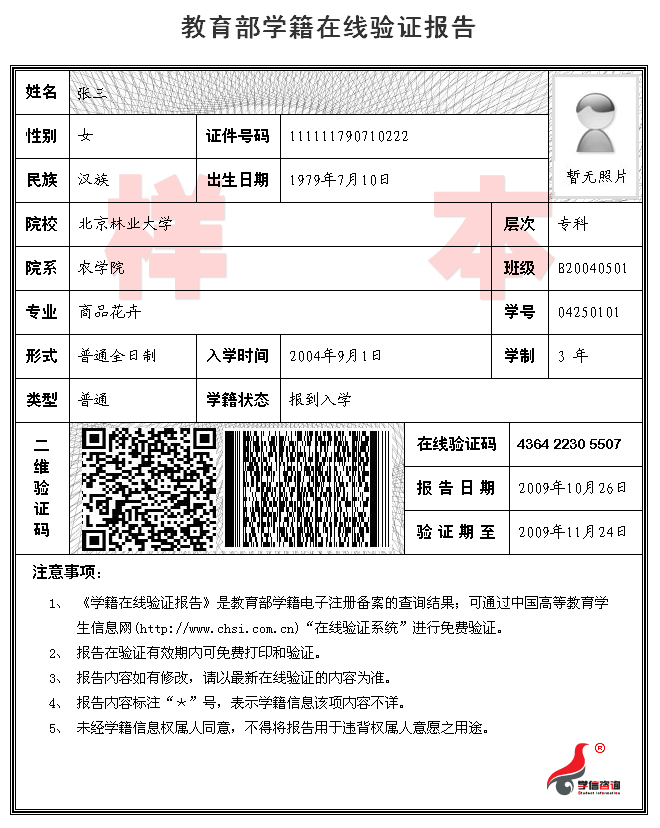 教育部学籍在线验证报告
姓名 张三
性别 女 证件号码 111111790710222
暂无照片
民族 汉族 出生日期 1979年7月10日
样本
院校 北京林业大学 层次 专科
院系 农学院 班级 B20040501
专业 商品花卉 学号 04250101
形式 普通全日制 入学时间 2004年9月1日 学制 3 年
类型 普通 学籍状态 报到入学
二维验证码
在线验证码 4364 2230 5507
报告日期 2009年10月26日
验证期至 2009年11月24日
注意事项：
1、 《学籍在线验证报告》是教育部学籍电子注册备案的查询结果；可通过中国高等教育学
生信息网(http://www.chsi.com.cn)“在线验证系统”进行免费验证。
2、 报告在验证有效期内可免费打印和验证。
3、 报告内容如有修改，请以最新在线验证的内容为准。
4、 报告内容标注“＊”号，表示学籍信息该项内容不详。
5、 未经学籍信息权属人同意，不得将报告用于违背权属人意愿之用途。
®
学信咨询
Student Information